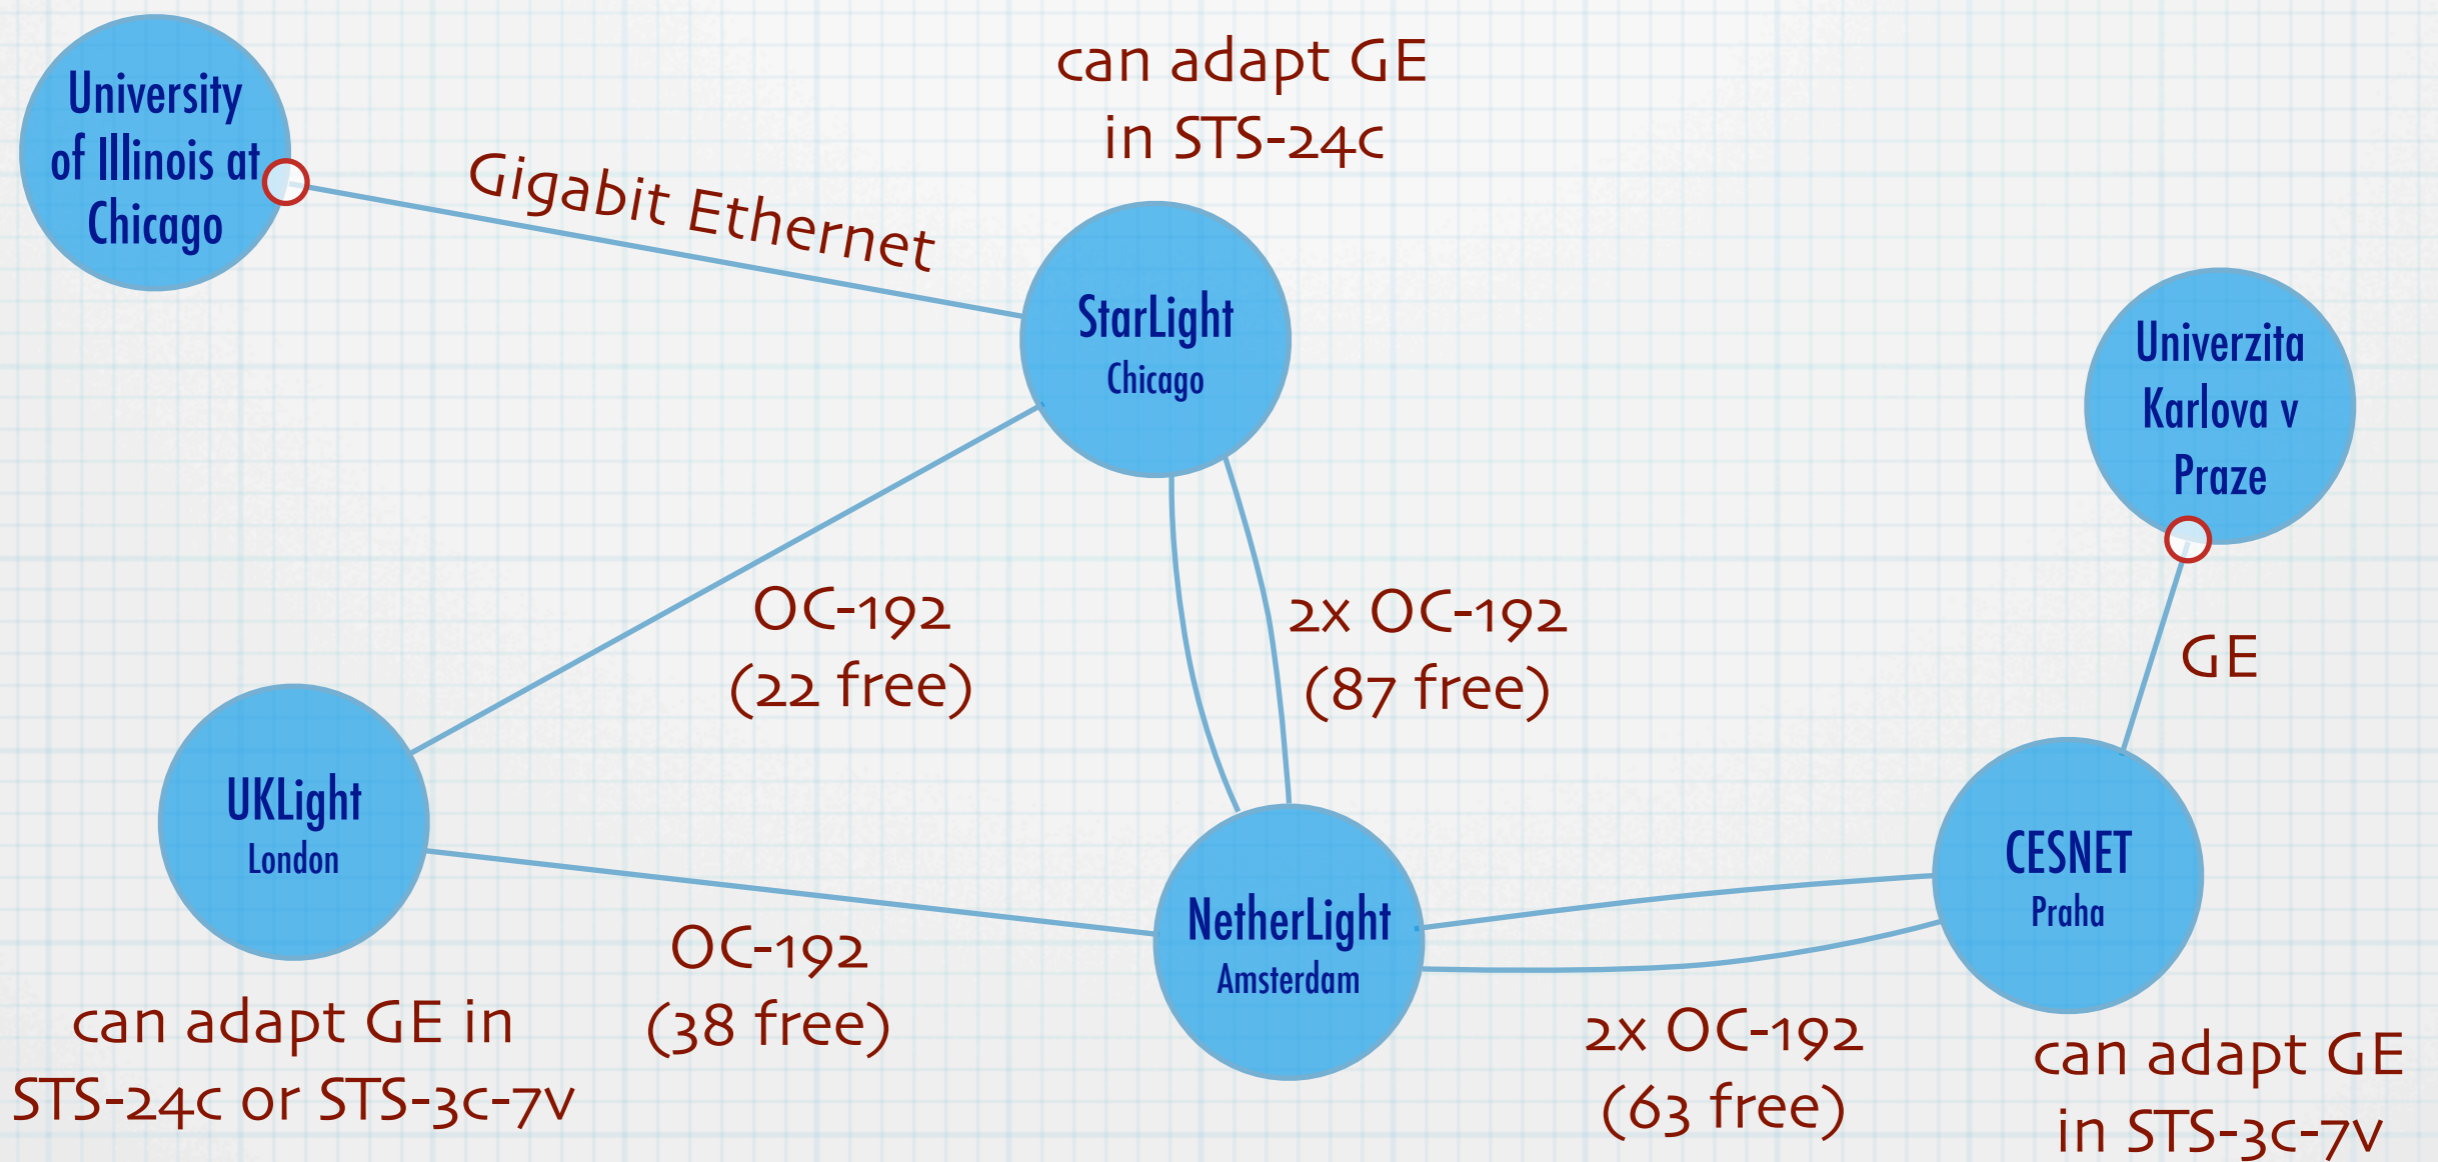 University
of Illinois at
Chicago
Gigabit Ethernet
can adapt GE
in STS-24c
StarLight
Chicago
Univerzita
Karlova v
Praze
GE
OC-192
(22 free)
2x OC-192
(87 free)
UKLight
London
can adapt GE in
STS-24c or STS-3c-7v
OC-192
(38 free)
NetherLight
Amsterdam
2x OC-192
(63 free)
CESNET
Praha
can adapt GE
in STS-3c-7v